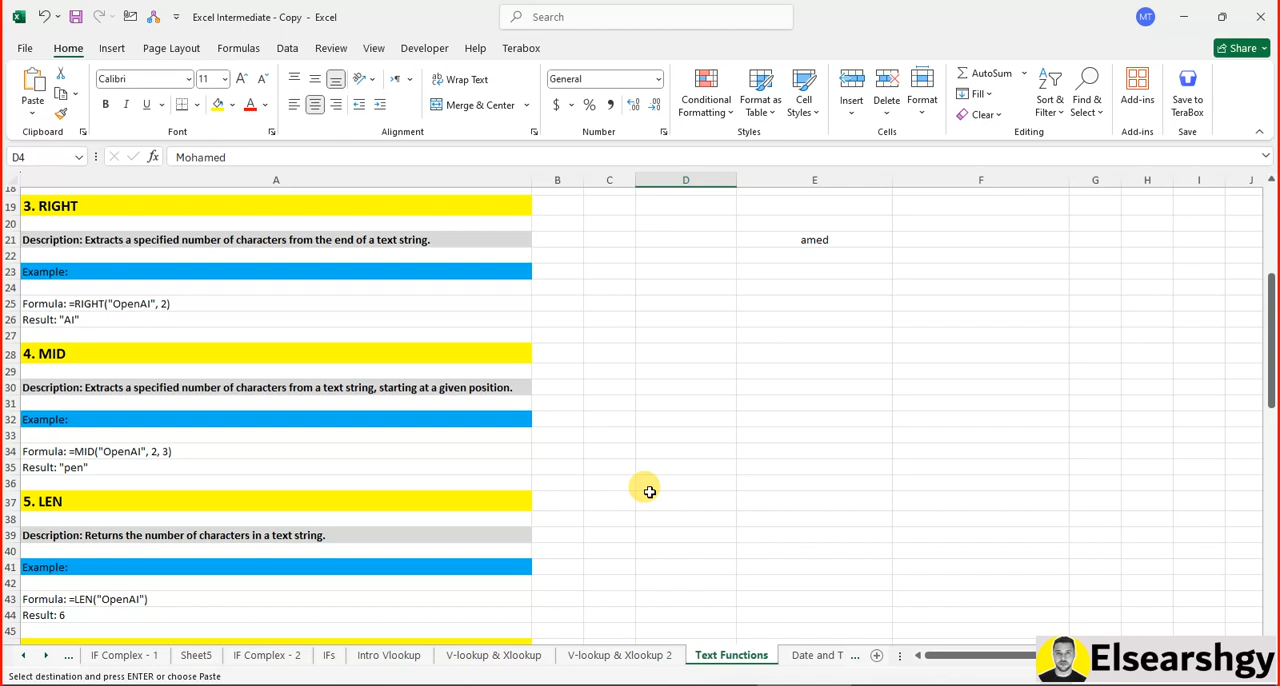 Excel Intermediate - Copy - Excel
Search
MT
File Home Insert Page Layout Formulas Data Review View Developer Help Terabox
Share
Paste
Calibri 11
B I U
Wrap Text
Merge & Center
General
$ %
Conditional Formatting
Format as Table
Cell Styles
Insert Delete Format
AutoSum
Fill
Clear
Sort & Filter
Find & Select
Add-ins
Save to TeraBox
Clipboard Font Alignment Number Styles Cells Editing Add-ins Save
D4 fx Mohamed
A B C D E F G H I J
18
19 3. RIGHT
20
21 Description: Extracts a specified number of characters from the end of a text string. amed
22
23 Example:
24
25 Formula: =RIGHT("OpenAI", 2)
26 Result: "AI"
27
28 4. MID
29
30 Description: Extracts a specified number of characters from a text string, starting at a given position.
31
32 Example:
33
34 Formula: =MID("OpenAI", 2, 3)
35 Result: "pen"
36
37 5. LEN
38
39 Description: Returns the number of characters in a text string.
40
41 Example:
42
43 Formula: =LEN("OpenAI")
44 Result: 6
45
... IF Complex - 1 Sheet5 IF Complex - 2 IFs Intro Vlookup V-lookup & Xlookup V-lookup & Xlookup 2 Text Functions Date and T ...
Select destination and press ENTER or choose Paste
Elsearshgy